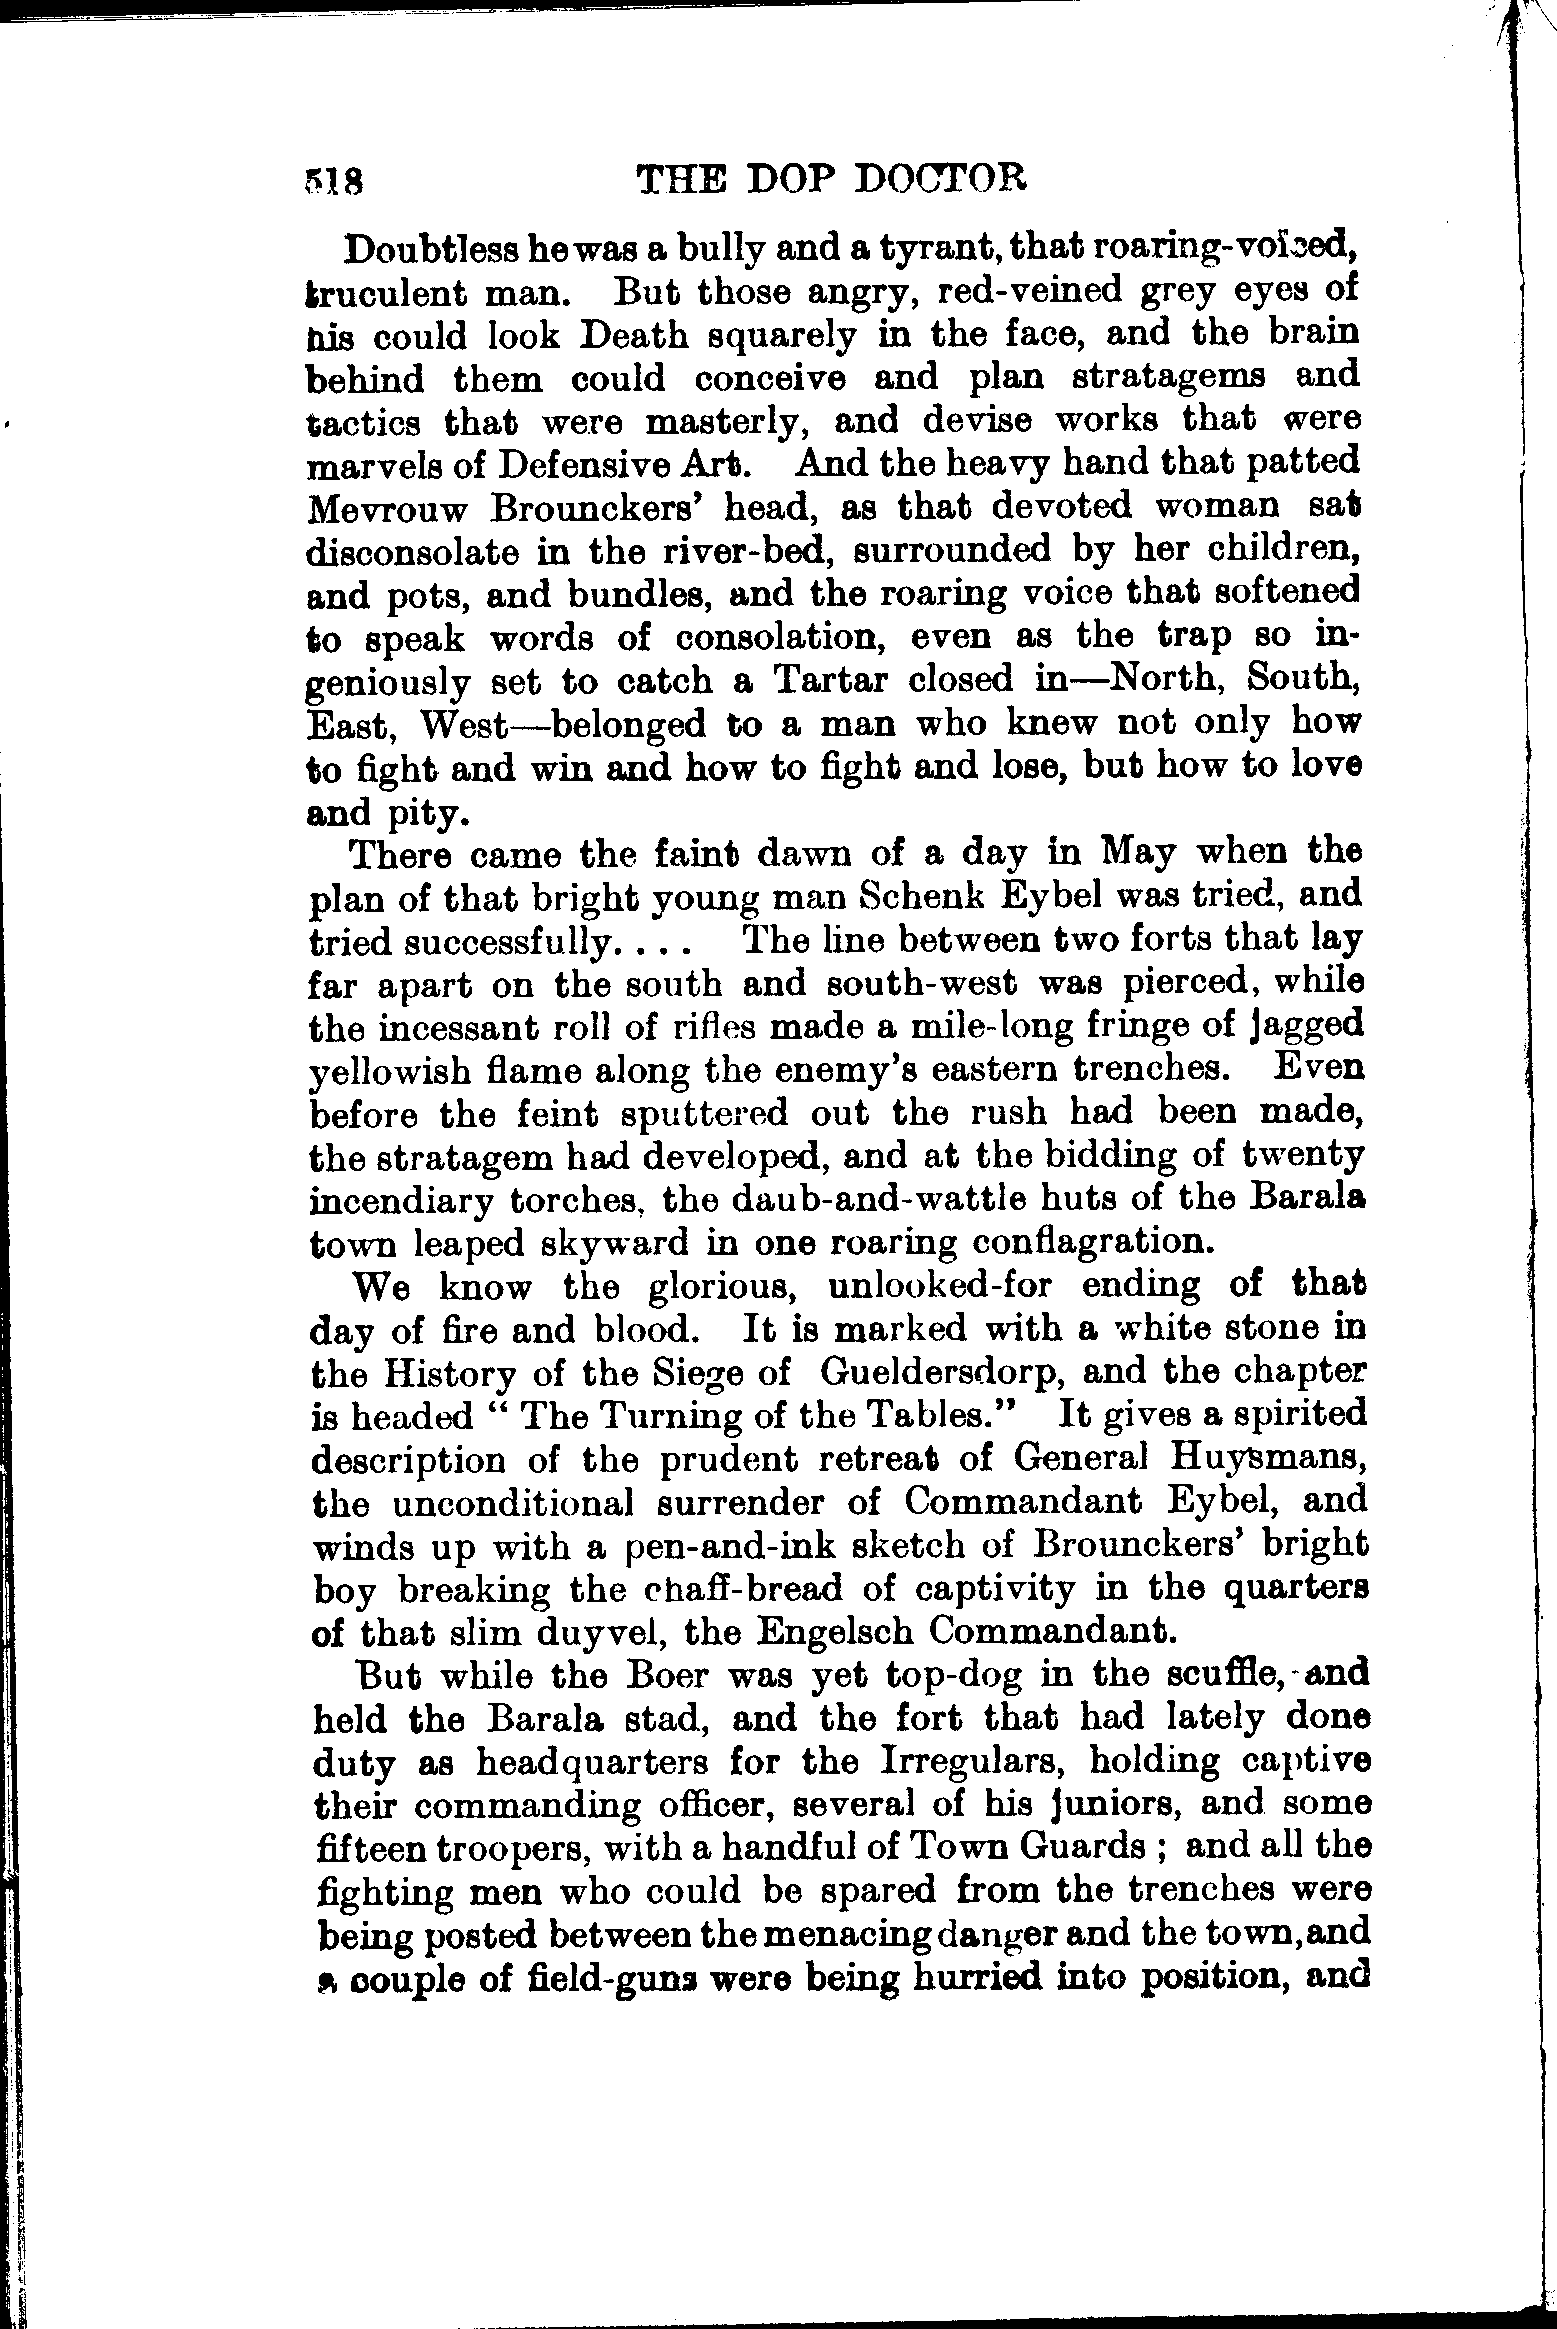 518 THE DOP DOCTOR
Doubtless he was a bully and a tyrant, that roaring-voiced,
truculent man. But those angry, red-veined grey eyes of
his could look Death squarely in the face, and the brain
behind them could conceive and plan stratagems and
tactics that were masterly, and devise works that were
marvels of Defensive Art. And the heavy hand that patted
Mevrouw Brounckers' head, as that devoted woman sat
disconsolate in the river-bed, surrounded by her children,
and pots, and bundles, and the roaring voice that softened
to speak words of consolation, even as the trap so in-
geniously set to catch a Tartar closed in—North, South,
East, West—belonged to a man who knew not only how
to fight and win and how to fight and lose, but how to love
and pity.
There came the faint dawn of a day in May when the
plan of that bright young man Schenk Eybel was tried, and
tried successfully. . . . The line between two forts that lay
far apart on the south and south-west was pierced, while
the incessant roll of rifles made a mile-long fringe of jagged
yellowish flame along the enemy's eastern trenches. Even
before the feint sputtered out the rush had been made,
the stratagem had developed, and at the bidding of twenty
incendiary torches, the daub-and-wattle huts of the Barala
town leaped skyward in one roaring conflagration.
We know the glorious, unlooked-for ending of that
day of fire and blood. It is marked with a white stone in
the History of the Siege of Gueldersdorp, and the chapter
is headed " The Turning of the Tables." It gives a spirited
description of the prudent retreat of General Huysmans,
the unconditional surrender of Commandant Eybel, and
winds up with a pen-and-ink sketch of Brounckers' bright
boy breaking the chaff-bread of captivity in the quarters
of that slim duyvel, the Engelsch Commandant.
But while the Boer was yet top-dog in the scuffle, and
held the Barala stad, and the fort that had lately done
duty as headquarters for the Irregulars, holding captive
their commanding officer, several of his juniors, and some
fifteen troopers, with a handful of Town Guards ; and all the
fighting men who could be spared from the trenches were
being posted between the menacing danger and the town, and
a couple of field-guns were being hurried into position, and